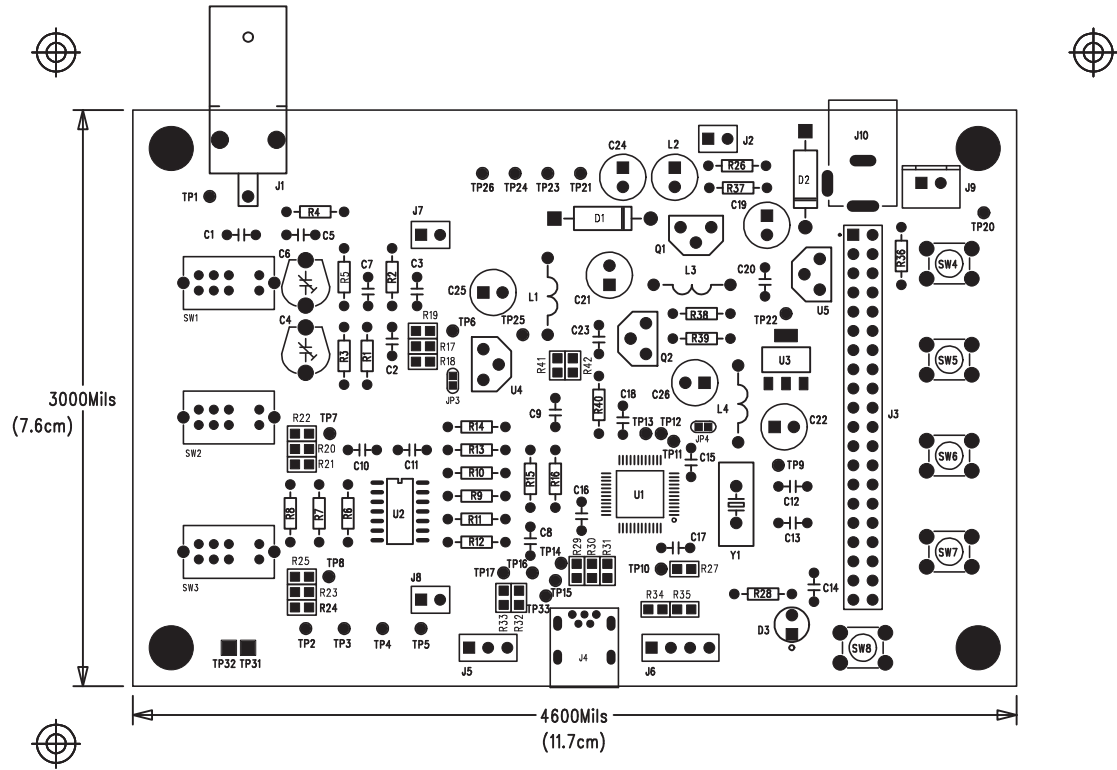 J10
J2
C24
L2
R26
D2
R37
J9
TP26
TP24
TP23
TP21
J1
TP1
C19
R4
J7
D1
TP20
C1
C5
Q1
R36
C6
C7
C3
L3
C20
SW4
R5
R2
C25
L1
C21
U5
SW1
R19
TP6
TP25
R38
TP22
C4
R17
C23
R39
R3
R1
C2
R18
R41
R42
Q2
U3
SW5
JP3
U4
C26
L4
3000Mils
(7.6cm)
R40
C18
C9
TP13
TP12
JP4
C22
J3
R22
TP7
R14
TP11
SW2
R20
R13
C15
SW6
R21
C10
C11
R10
R15
R16
TP9
R8
R7
R6
U2
R9
C16
U1
C12
R11
C8
Y1
C13
SW3
R12
R29
R30
R31
C17
SW7
R25
TP8
TP17
TP16
TP14
TP10
R27
R23
J8
TP15
R28
C14
R24
TP33
R34
R35
R33
R32
D3
TP2
TP3
TP4
TP5
J4
SW8
TP32
TP31
J5
J6
4600Mils
(11.7cm)